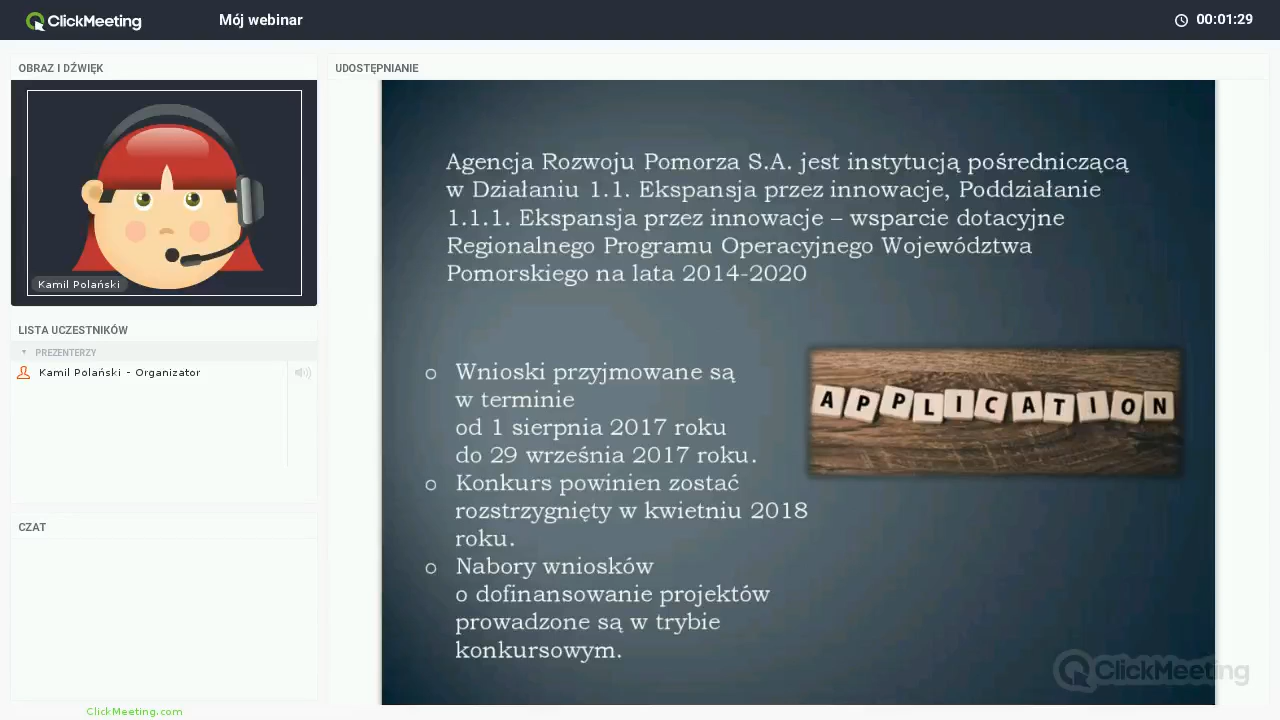 ClickMeeting
Mój webinar
00:01:29
OBRAZ I DŹWIĘK
Kamil Polański
LISTA UCZESTNIKÓW
PREZENTERZY
Kamil Polański - Organizator
CZAT
ClickMeeting.com
UDOSTĘPNIANIE
Agencja Rozwoju Pomorza S.A. jest instytucją pośredniczącą
w Działaniu 1.1. Ekspansja przez innowacje, Poddziałanie
1.1.1. Ekspansja przez innowacje – wsparcie dotacyjne
Regionalnego Programu Operacyjnego Województwa
Pomorskiego na lata 2014-2020
o Wnioski przyjmowane są
w terminie
od 1 sierpnia 2017 roku
do 29 września 2017 roku.
o Konkurs powinien zostać
rozstrzygnięty w kwietniu 2018
roku.
o Nabory wniosków
o dofinansowanie projektów
prowadzone są w trybie
konkursowym.
APPLICATION
ClickMeeting